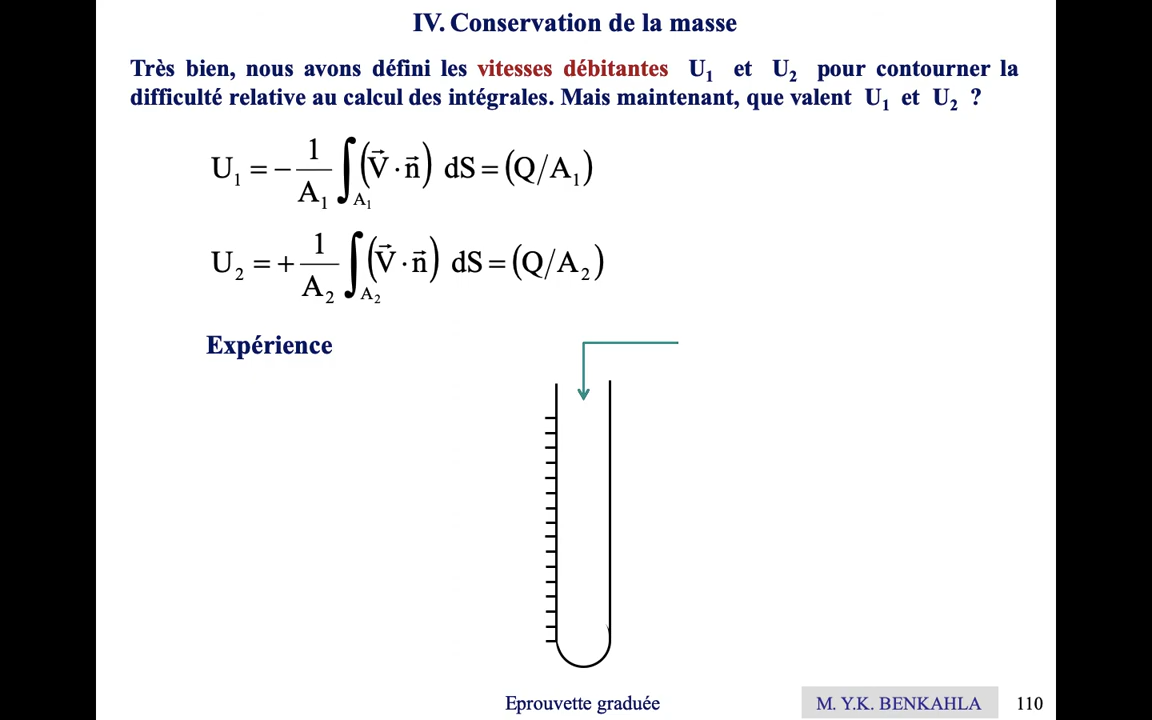 IV. Conservation de la masse
Très bien, nous avons défini les vitesses débitantes U₁ et U₂ pour contourner la
difficulté relative au calcul des intégrales. Mais maintenant, que valent U₁ et U₂ ?
U₁ = − 1/A₁ ∫_A₁ (V⃗ · n⃗) dS = (Q/A₁)
U₂ = + 1/A₂ ∫_A₂ (V⃗ · n⃗) dS = (Q/A₂)
Expérience
Eprouvette graduée
M. Y.K. BENKAHLA 110